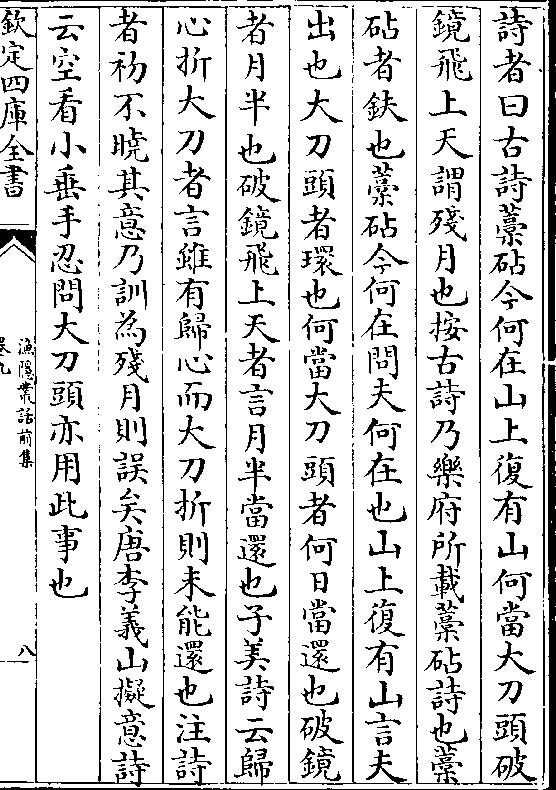 詩者曰古詩藁砧今何在山上復有山何當大刀頭破
鏡飛上天謂殘月也按古詩乃樂府所載藁砧詩也藁
砧者鈇也藁砧今何在問夫何在也山上復有山言夫
出也大刀頭者環也何當大刀頭者何日當還也破鏡
者月半也破鏡飛上天者言月半當還也子美詩云歸
心折大刀者言雖有歸心而大刀折則未能還也注詩
者初不曉其意乃訓為殘月則誤矣唐李義山擬意詩
云空看小垂手忍問大刀頭亦用此事也
欽定四庫全書
漁隱叢話前集
卷九
八